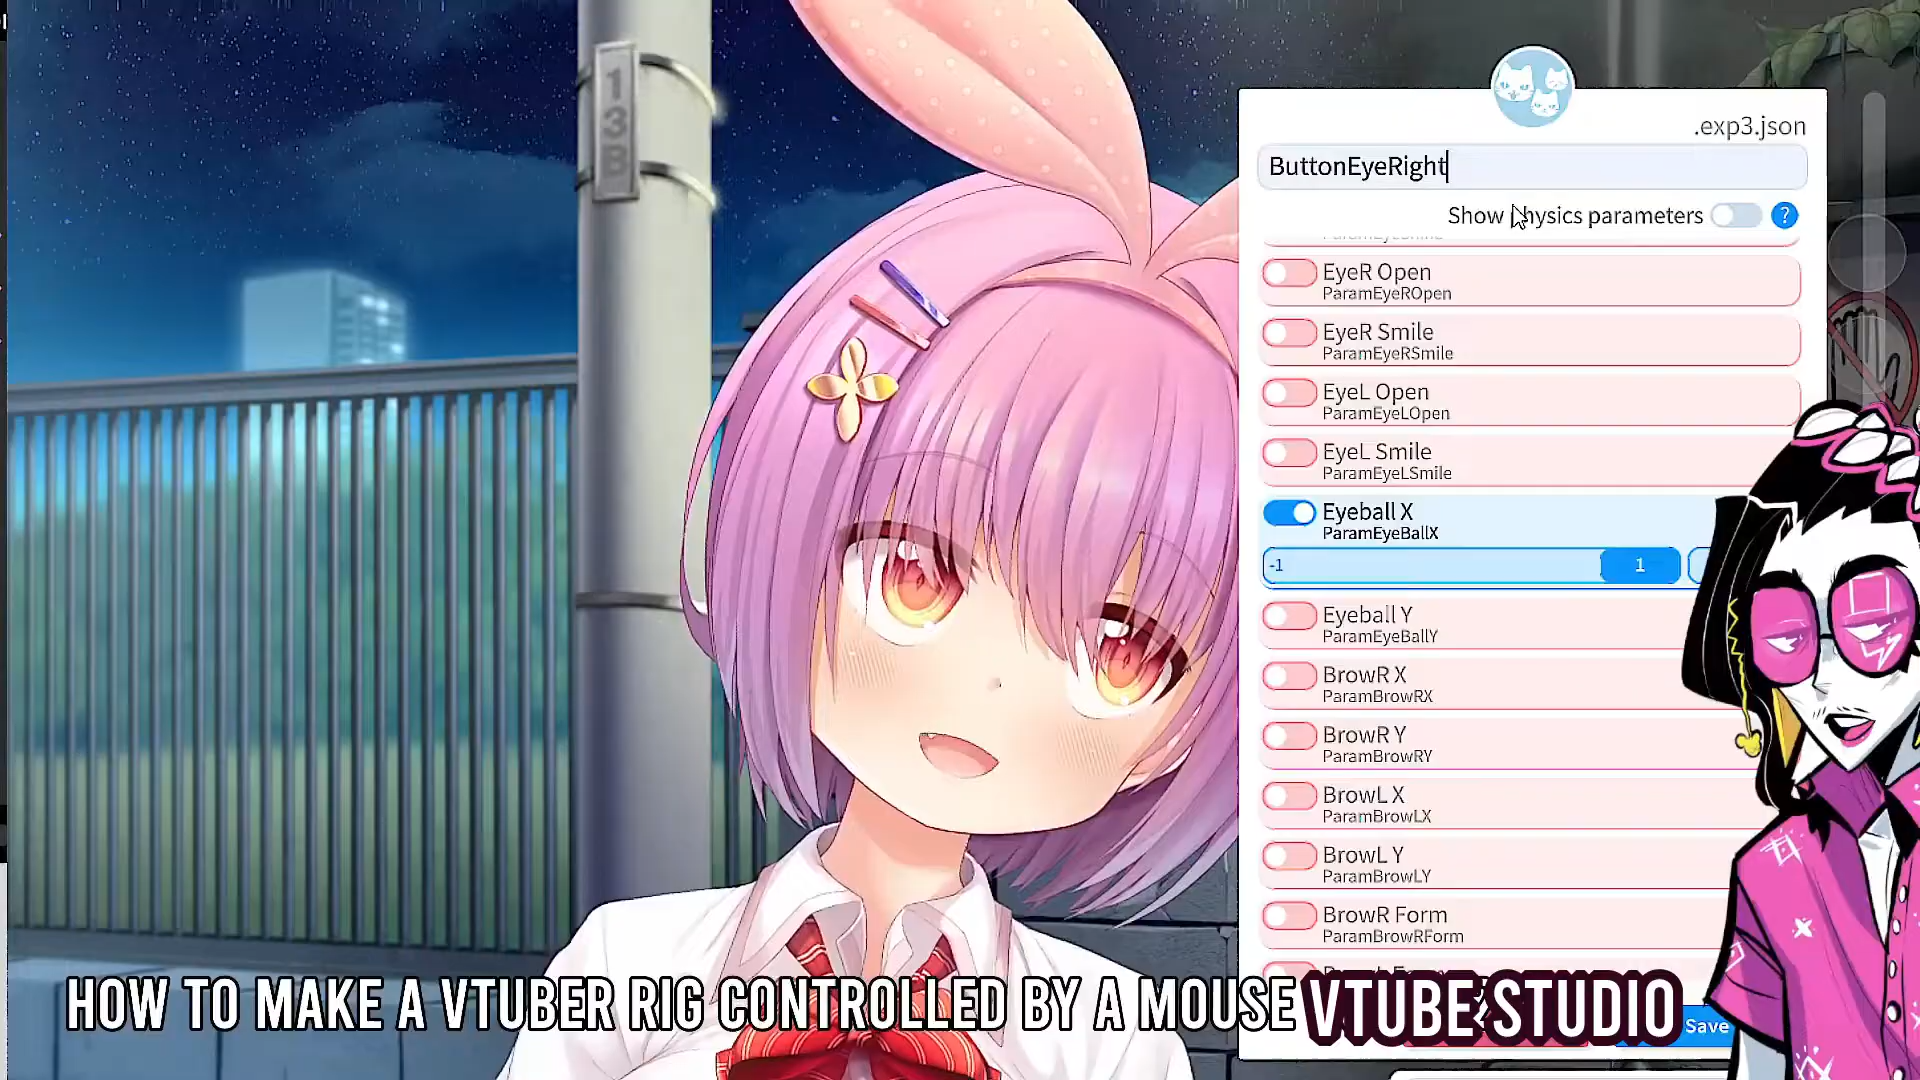 13B
.exp3.json
ButtonEyeRight
Show physics parameters ?
EyeR Open
ParamEyeROpen
EyeR Smile
ParamEyeRSmile
EyeL Open
ParamEyeLOpen
EyeL Smile
ParamEyeLSmile
Eyeball X
ParamEyeBallX
-1
1
Eyeball Y
ParamEyeBallY
BrowR X
ParamBrowRX
BrowR Y
ParamBrowRY
BrowL X
ParamBrowLX
BrowL Y
ParamBrowLY
BrowR Form
ParamBrowRForm
HOW TO MAKE A VTUBER RIG CONTROLLED BY A MOUSE VTUBE STUDIO
Save